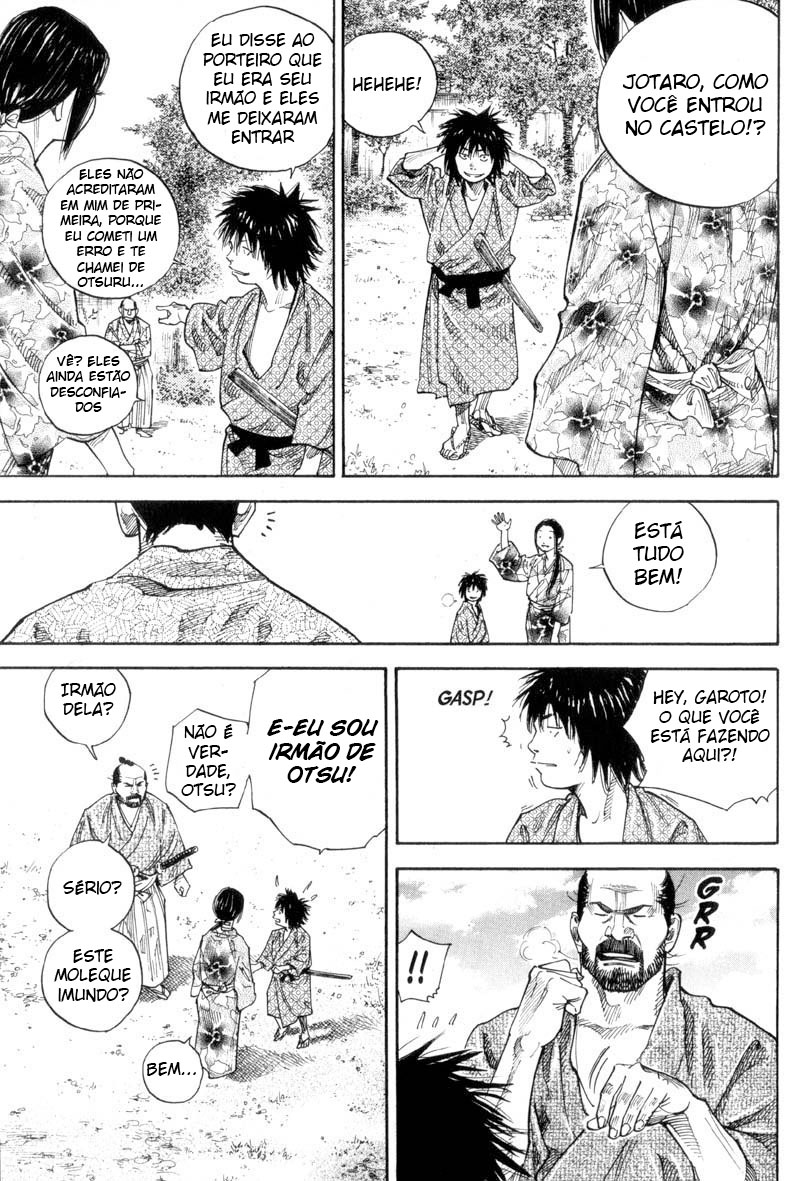 JOTARO, COMO
VOCÊ ENTROU
NO CASTELO!?
HEHEHE!
EU DISSE AO
PORTEIRO QUE
EU ERA SEU
IRMÃO E ELES
ME DEIXARAM
ENTRAR
ELES NÃO
ACREDITARAM
EM MIM DE PRI-
MEIRA, PORQUE
EU COMETI UM
ERRO E TE
CHAMEI DE
OTSURU...
VÊ? ELES
AINDA ESTÃO
DESCONFIA-
DOS
ESTÁ
TUDO
BEM!
HEY, GAROTO!
O QUE VOCÊ
ESTÁ FAZENDO
AQUI?!
GASP!
GRR
!!
E-EU SOU
IRMÃO DE
OTSU!
NÃO É
VER-
DADE,
OTSU?
IRMÃO
DELA?
SÉRIO?
ESTE
MOLEQUE
IMUNDO?
BEM...